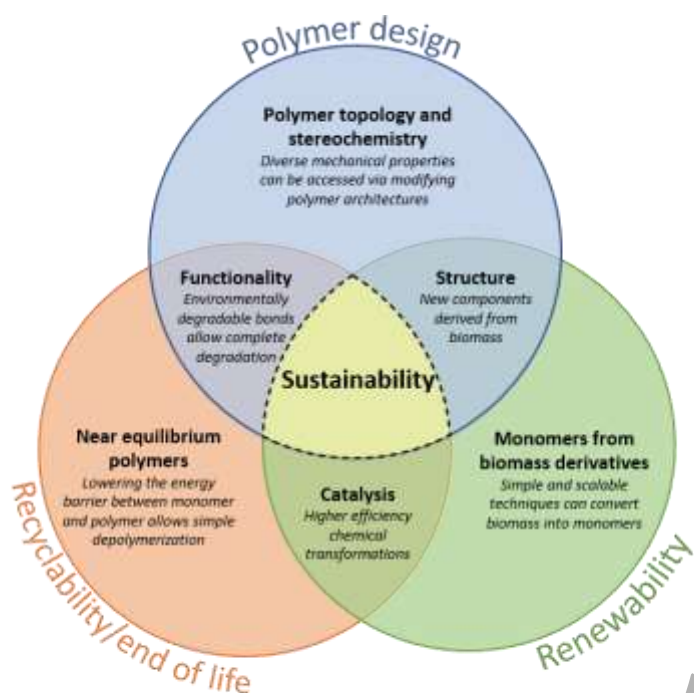 Polymer design
Polymer topology and
stereochemistry
Diverse mechanical properties
can be accessed via modifying
polymer architectures
Functionality
Environmentally
degradable bonds
allow complete
degradation
Structure
New components
derived from
biomass
Sustainability
Near equilibrium
polymers
Lowering the energy
barrier between monomer
and polymer allows simple
depolymerization
Catalysis
Higher efficiency
chemical
transformations
Monomers from
biomass derivatives
Simple and scalable
techniques can convert
biomass into monomers
Recyclability/end of life
Renewability